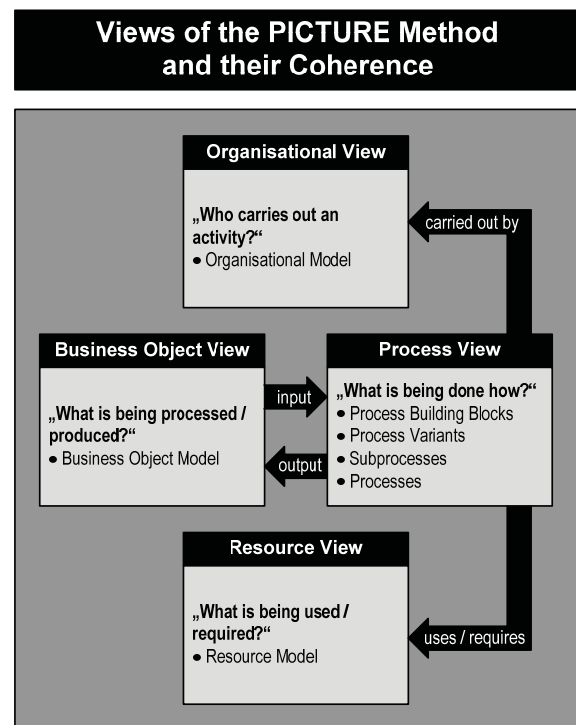 Views of the PICTURE Method
and their Coherence
Organisational View
„Who carries out an
activity?“
● Organisational Model
carried out by
Business Object View
„What is being processed /
produced?“
● Business Object Model
input
output
Process View
„What is being done how?“
● Process Building Blocks
● Process Variants
● Subprocesses
● Processes
Resource View
„What is being used /
required?“
● Resource Model
uses / requires